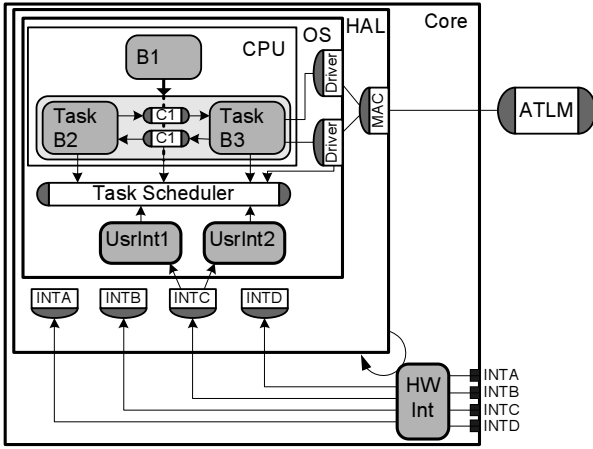 Core
HAL
OS
CPU
B1
Driver
Task
B2
C1
C1
Task
B3
MAC
ATLM
Driver
Task Scheduler
UsrInt1
UsrInt2
INTA
INTB
INTC
INTD
HW
Int
INTA
INTB
INTC
INTD